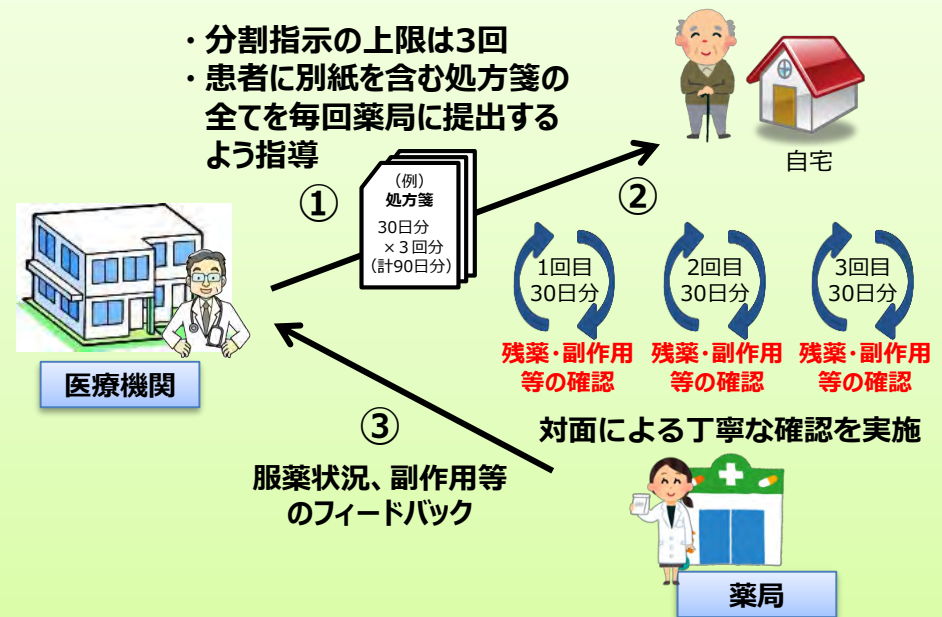 ・分割指示の上限は3回
・患者に別紙を含む処方箋の
全てを毎回薬局に提出する
よう指導
自宅
①
(例)
処方箋
30日分
×3回分
(計90日分)
②
1回目
30日分
2回目
30日分
3回目
30日分
残薬・副作用
等の確認
残薬・副作用
等の確認
残薬・副作用
等の確認
医療機関
対面による丁寧な確認を実施
③
服薬状況、副作用等
のフィードバック
薬局